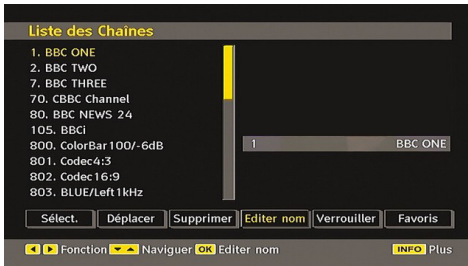 Liste des Chaînes
1. BBC ONE
2. BBC TWO
7. BBC THREE
70. CBBC Channel
80. BBC NEWS 24
105. BBCi
800. ColorBar100/-6dB
801. Codec4:3
802. Codec16:9
803. BLUE/Left1kHz
1 BBC ONE
Sélect. Déplacer Supprimer Editer nom Verrouiller Favoris
Fonction Naviguer OK Editer nom INFO Plus